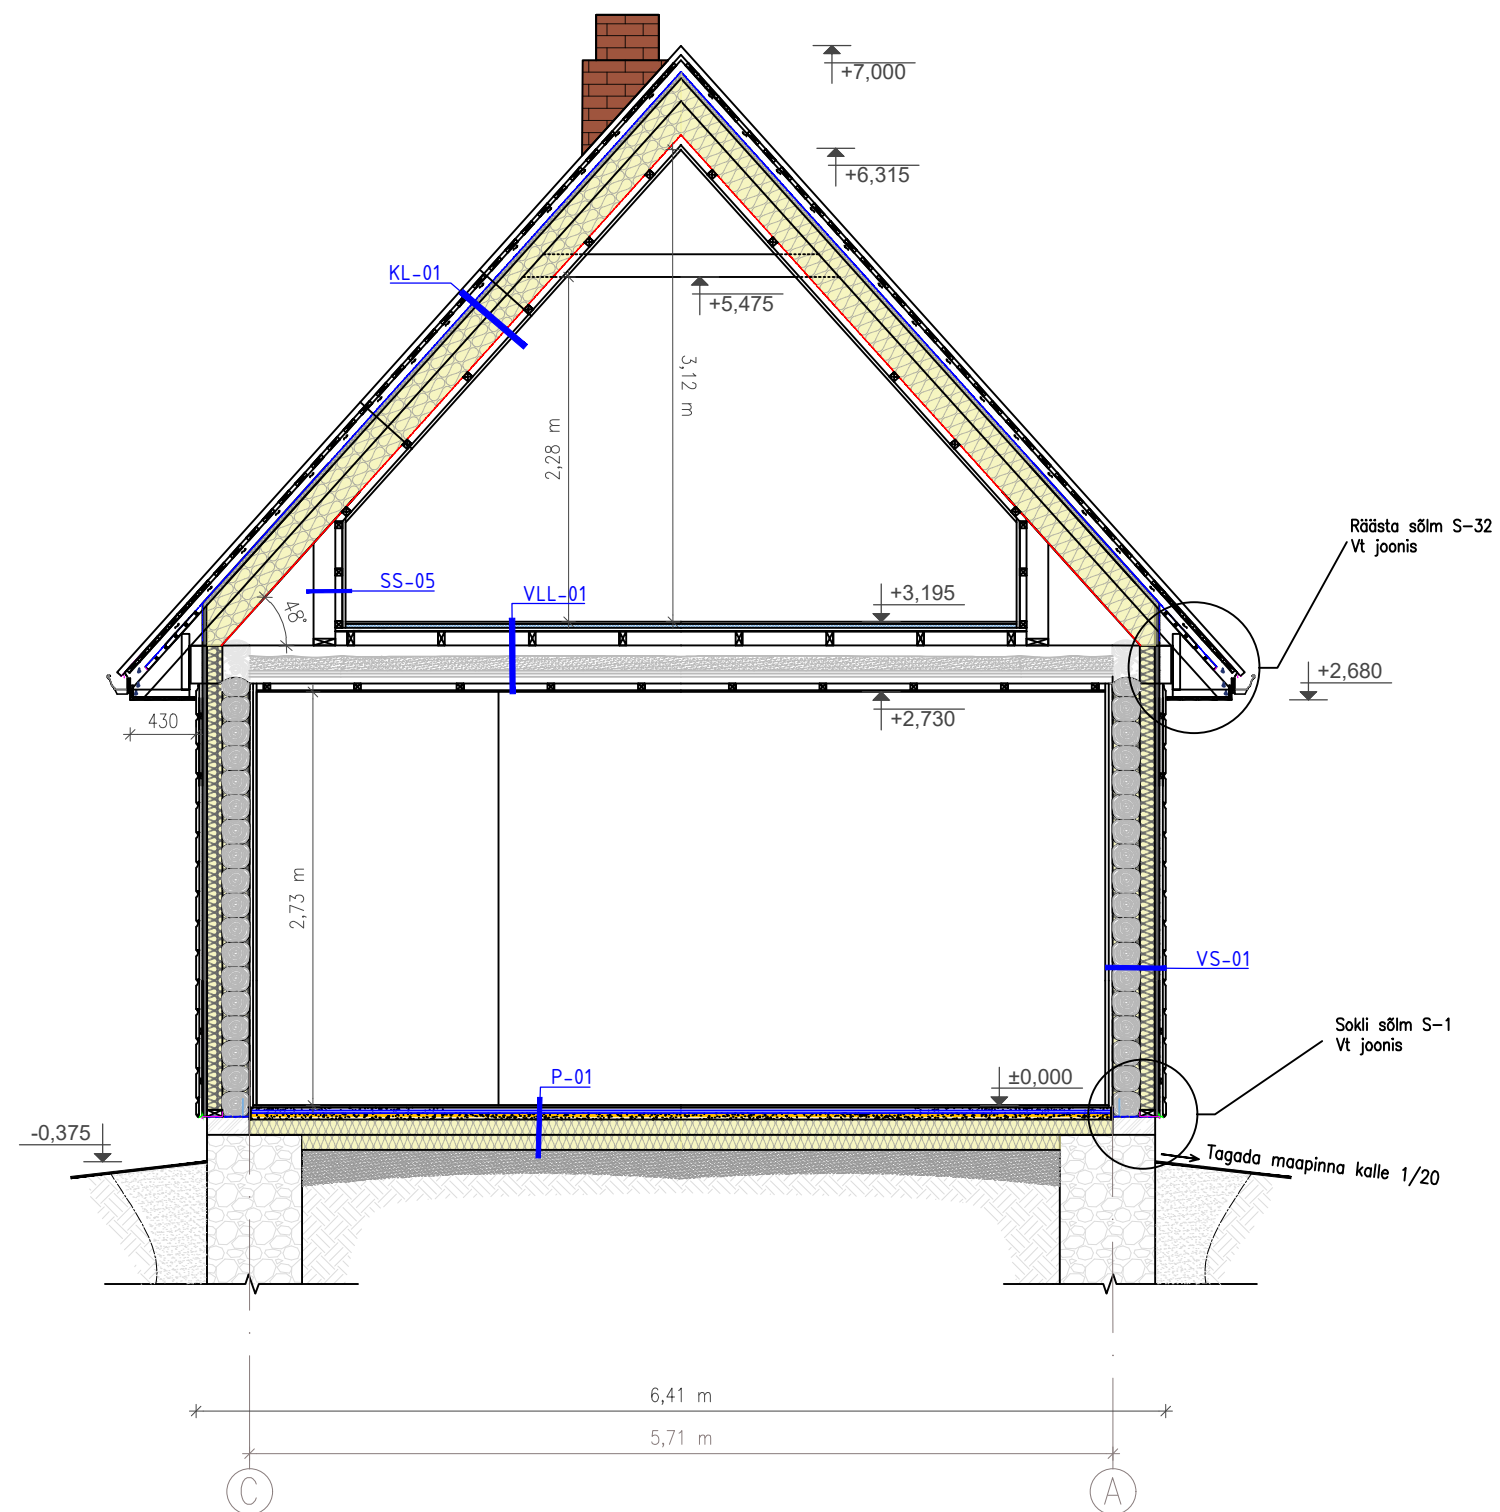 +7,000
+6,315
KL-01
+5,475
3,12 m
2,28 m
Räästa sõlm S-32
Vt joonis
SS-05
VLL-01
+3,195
48°
+2,680
430
+2,730
2,73 m
VS-01
Sokli sõlm S-1
Vt joonis
P-01
±0,000
-0,375
Tagada maapinna kalle 1/20
6,41 m
5,71 m
C
A